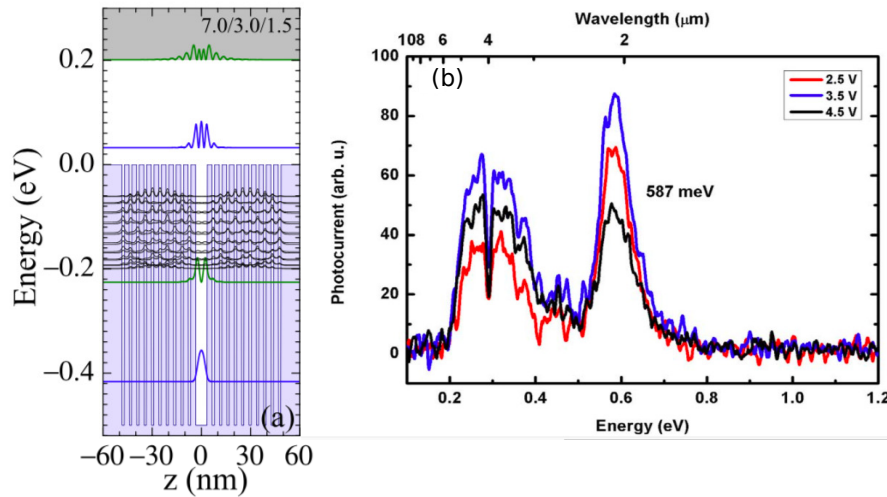 7.0/3.0/1.5
0.2
0.0
−0.2
−0.4
Energy (eV)
(a)
−60 −30 0 30 60
z (nm)
Wavelength (μm)
108 6 4 2
(b)
100
80
60
40
20
0
Photocurrent (arb. u.)
2.5 V
3.5 V
4.5 V
587 meV
0.2 0.4 0.6 0.8 1.0 1.2
Energy (eV)